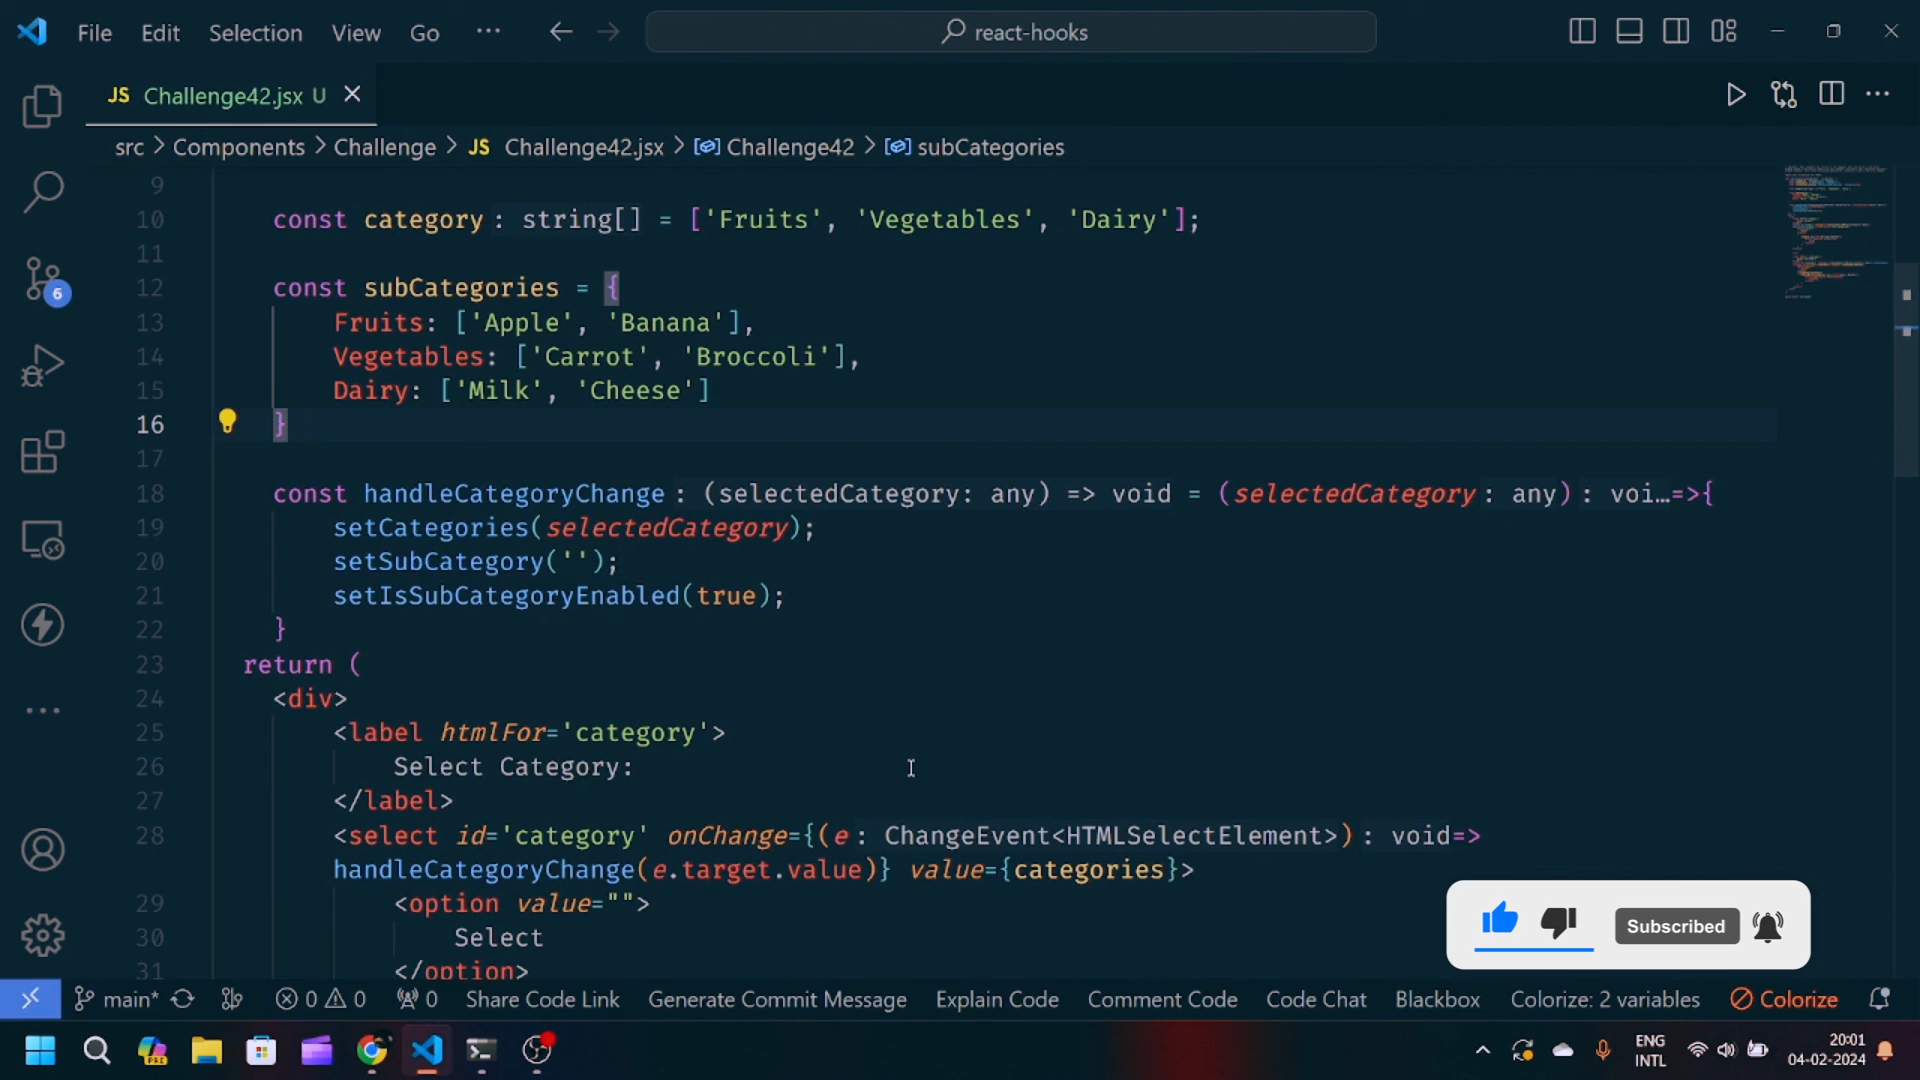 File Edit Selection View Go ... react-hooks
JS Challenge42.jsx U
src > Components > Challenge > JS Challenge42.jsx > Challenge42 > subCategories
9
10 const category: string[] = ['Fruits', 'Vegetables', 'Dairy'];
11
12 const subCategories = {
13 Fruits: ['Apple', 'Banana'],
14 Vegetables: ['Carrot', 'Broccoli'],
15 Dairy: ['Milk', 'Cheese']
16 }
17
18 const handleCategoryChange: (selectedCategory: any) => void = (selectedCategory: any): voi…=>{
19 setCategories(selectedCategory);
20 setSubCategory('');
21 setIsSubCategoryEnabled(true);
22 }
23 return (
24 <div>
25 <label htmlFor='category'>
26 Select Category:
27 </label>
28 <select id='category' onChange={(e: ChangeEvent<HTMLSelectElement>): void=>
handleCategoryChange(e.target.value)} value={categories}>
29 <option value="">
30 Select
31 </option>
6
Subscribed
main* 0 0 0 Share Code Link Generate Commit Message Explain Code Comment Code Code Chat Blackbox Colorize: 2 variables Colorize
PRE
ENG
INTL
20:01
04-02-2024